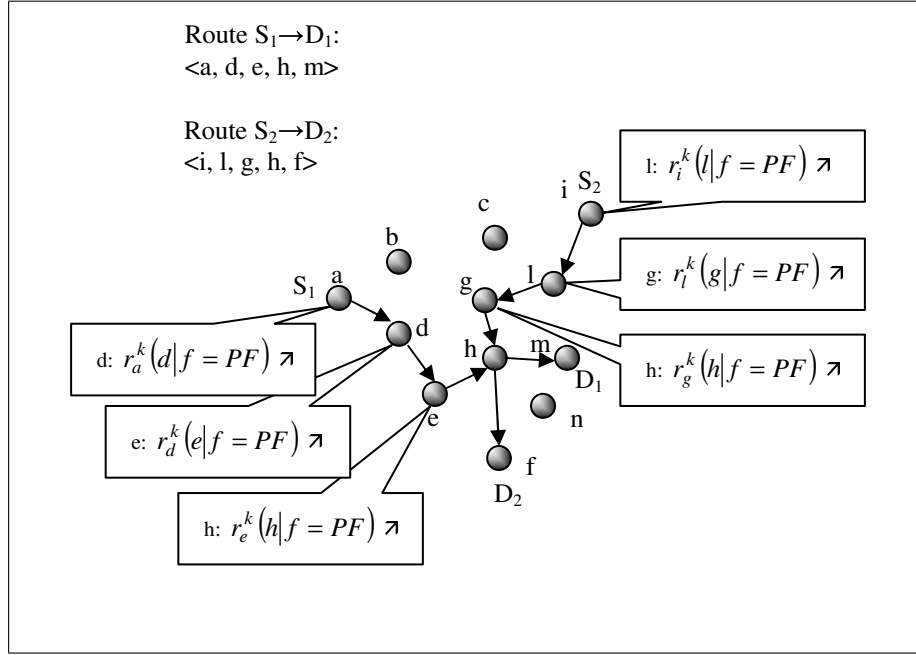 Route S₁→D₁:
<a, d, e, h, m>
Route S₂→D₂:
<i, l, g, h, f>
l: r_i^k(l|f = PF) ↗
i S₂
c
b
g: r_l^k(g|f = PF) ↗
l
g
S₁ a
d
h: r_g^k(h|f = PF) ↗
m
h
d: r_a^k(d|f = PF) ↗
D₁
e
n
e: r_d^k(e|f = PF) ↗
f
D₂
h: r_e^k(h|f = PF) ↗